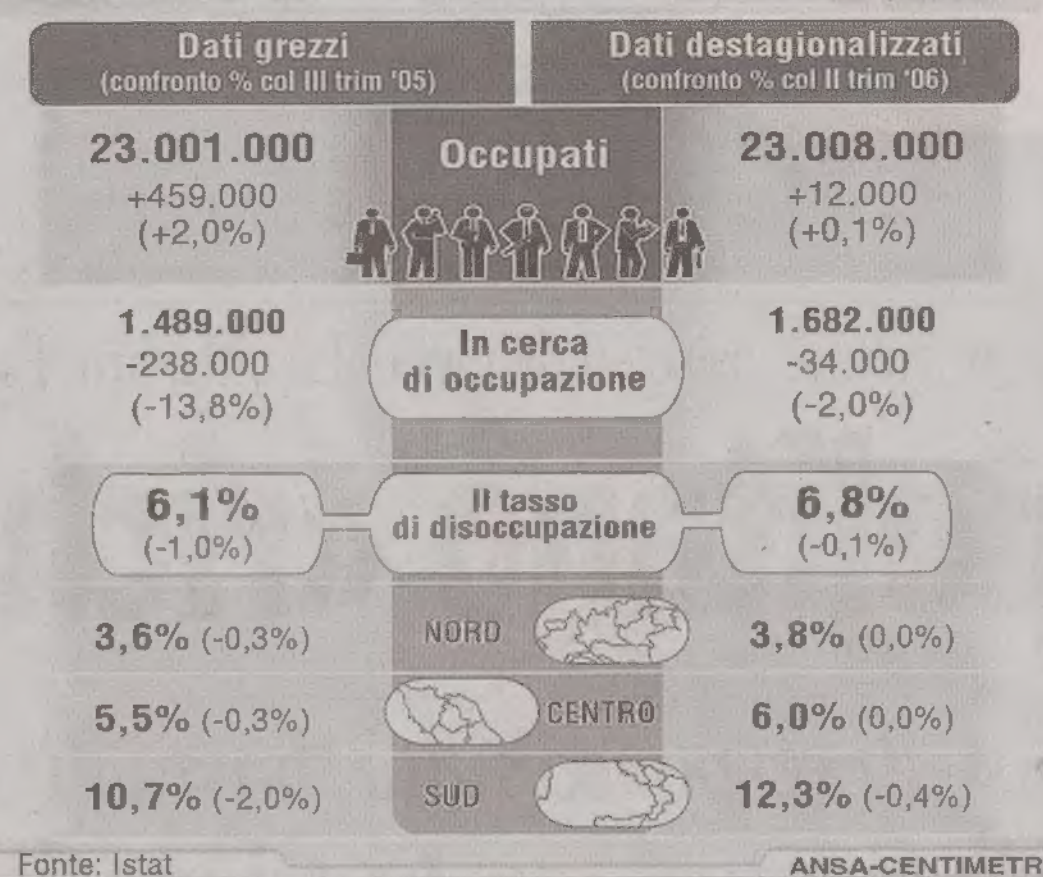 Dati grezzi
(confronto % col III trim '05)
Dati destagionalizzati
(confronto % col II trim '06)
23.001.000
+459.000
(+2,0%)
Occupati
23.008.000
+12.000
(+0,1%)
1.489.000
-238.000
(-13,8%)
In cerca
di occupazione
1.682.000
-34.000
(-2,0%)
6,1%
(-1,0%)
Il tasso
di disoccupazione
6,8%
(-0,1%)
3,6% (-0,3%)
NORD
3,8% (0,0%)
5,5% (-0,3%)
CENTRO
6,0% (0,0%)
10,7% (-2,0%)
SUD
12,3% (-0,4%)
Fonte: Istat
ANSA-CENTIMETR